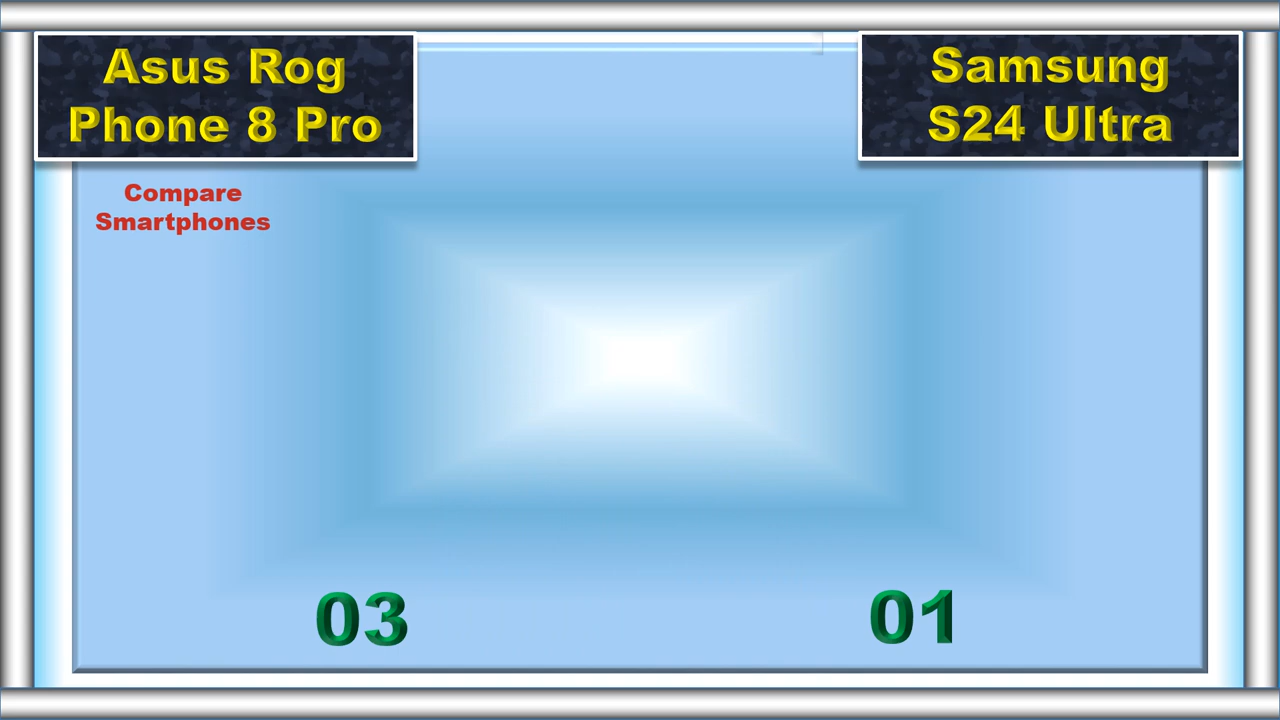 Asus Rog
Phone 8 Pro
Samsung
S24 Ultra
Compare
Smartphones
03
01